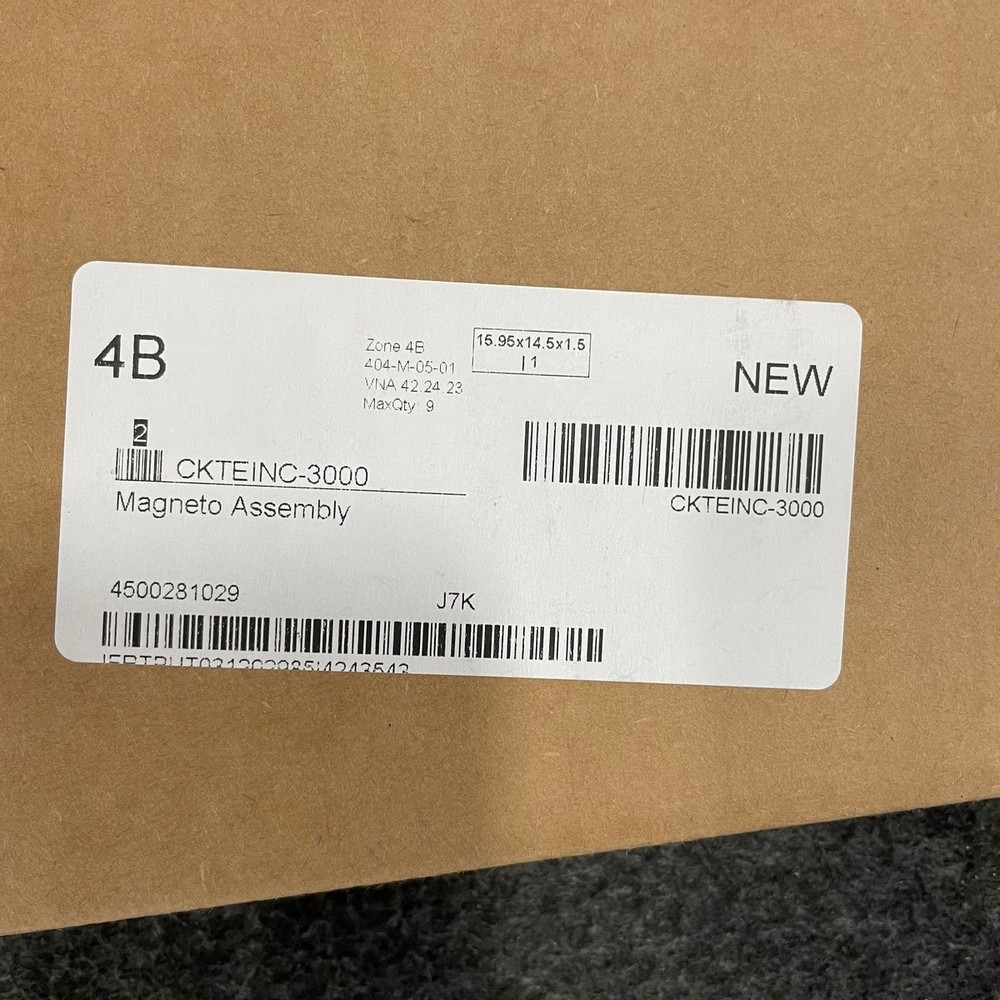 4B
Zone 4B
404-M-05-01
VNA 42.24.23
MaxQty: 9
15.95x14.5x1.5
| 1
NEW
2
CKTEINC-3000
Magneto Assembly
CKTEINC-3000
4500281029
J7K